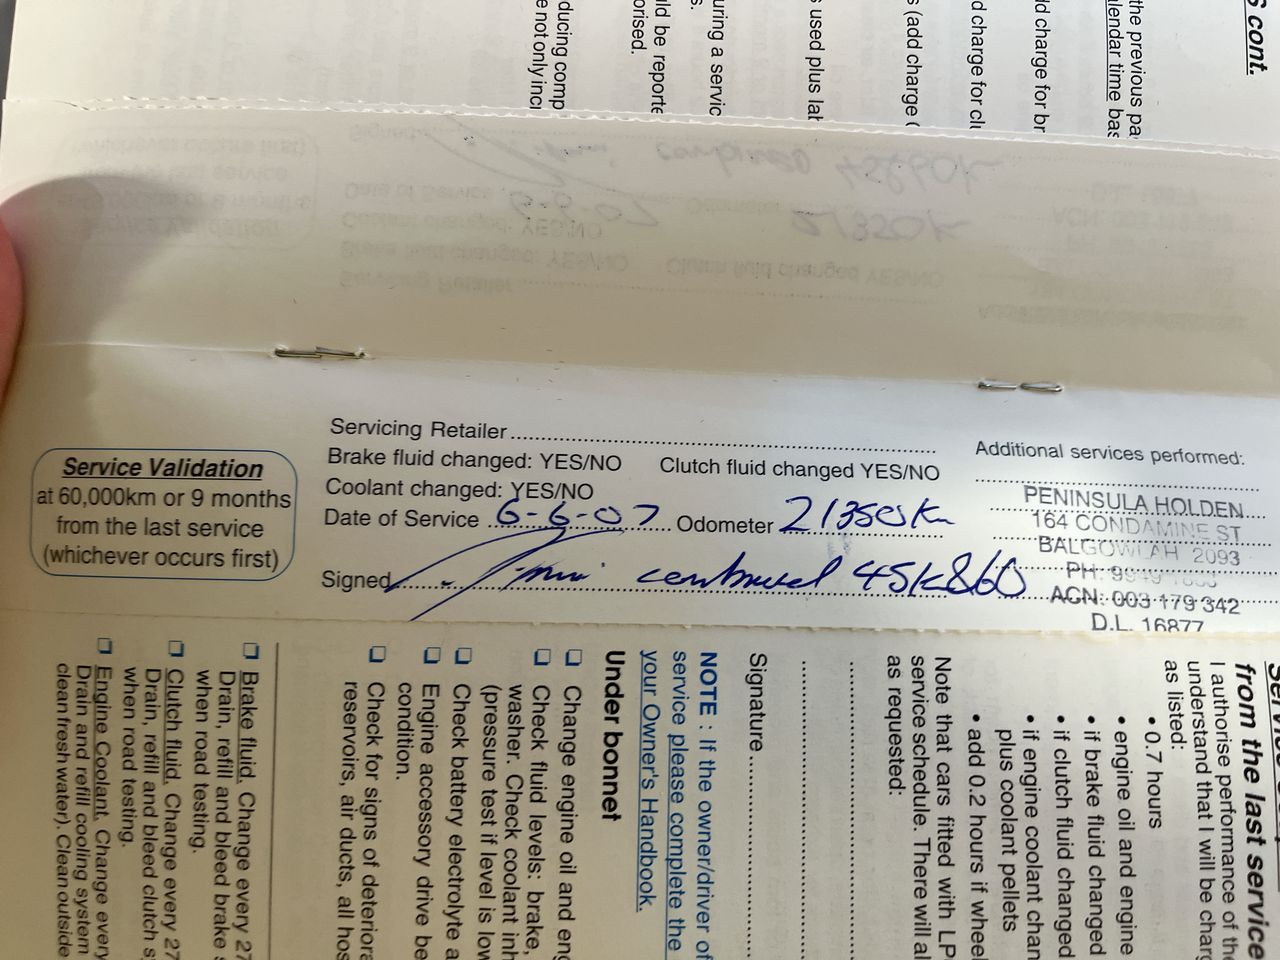 S cont.
the previous pa
alendar time bas
dd charge for br
d charge for clu
s (add charge
s used plus lab
uring a servic
s.
ld be reporte
orised.
ducing comp
e not only inc
Service Validation
at 60,000km or 9 months
from the last service
(whichever occurs first)
Servicing Retailer
Brake fluid changed: YES/NO Clutch fluid changed YES/NO
Coolant changed: YES/NO
Date of Service 6-6-07 Odometer
Signed 45k860
Additional services performed:
PENINSULA HOLDEN
164 CONDAMINE ST
BALGOWLAH 2093
PH:
ACN: 003 179 342
D.L. 16877
from the last service
I authorise performance of the
understand that I will be charg
as listed:
• 0.7 hours
• engine oil and engine
• if brake fluid changed
• if clutch fluid changed
• if engine coolant chan
plus coolant pellets
• add 0.2 hours if wheel
Note that cars fitted with LP
service schedule. There will al
as requested:
Signature
NOTE : If the owner/driver of
service please complete the
your Owner's Handbook.
Under bonnet
Change engine oil and eng
Check fluid levels: brake,
washer. Check coolant inh
(pressure test if level is low
Check battery electrolyte a
Engine accessory drive be
condition.
Check for signs of deteriora
reservoirs, air ducts, all hos
Brake fluid, Change every 27
Drain, refill and bleed brake s
when road testing.
Clutch fluid, Change every 27
Drain, refill and bleed clutch s
when road testing.
Engine Coolant, Change every
Drain and refill cooling system
clean fresh water). Clean outside